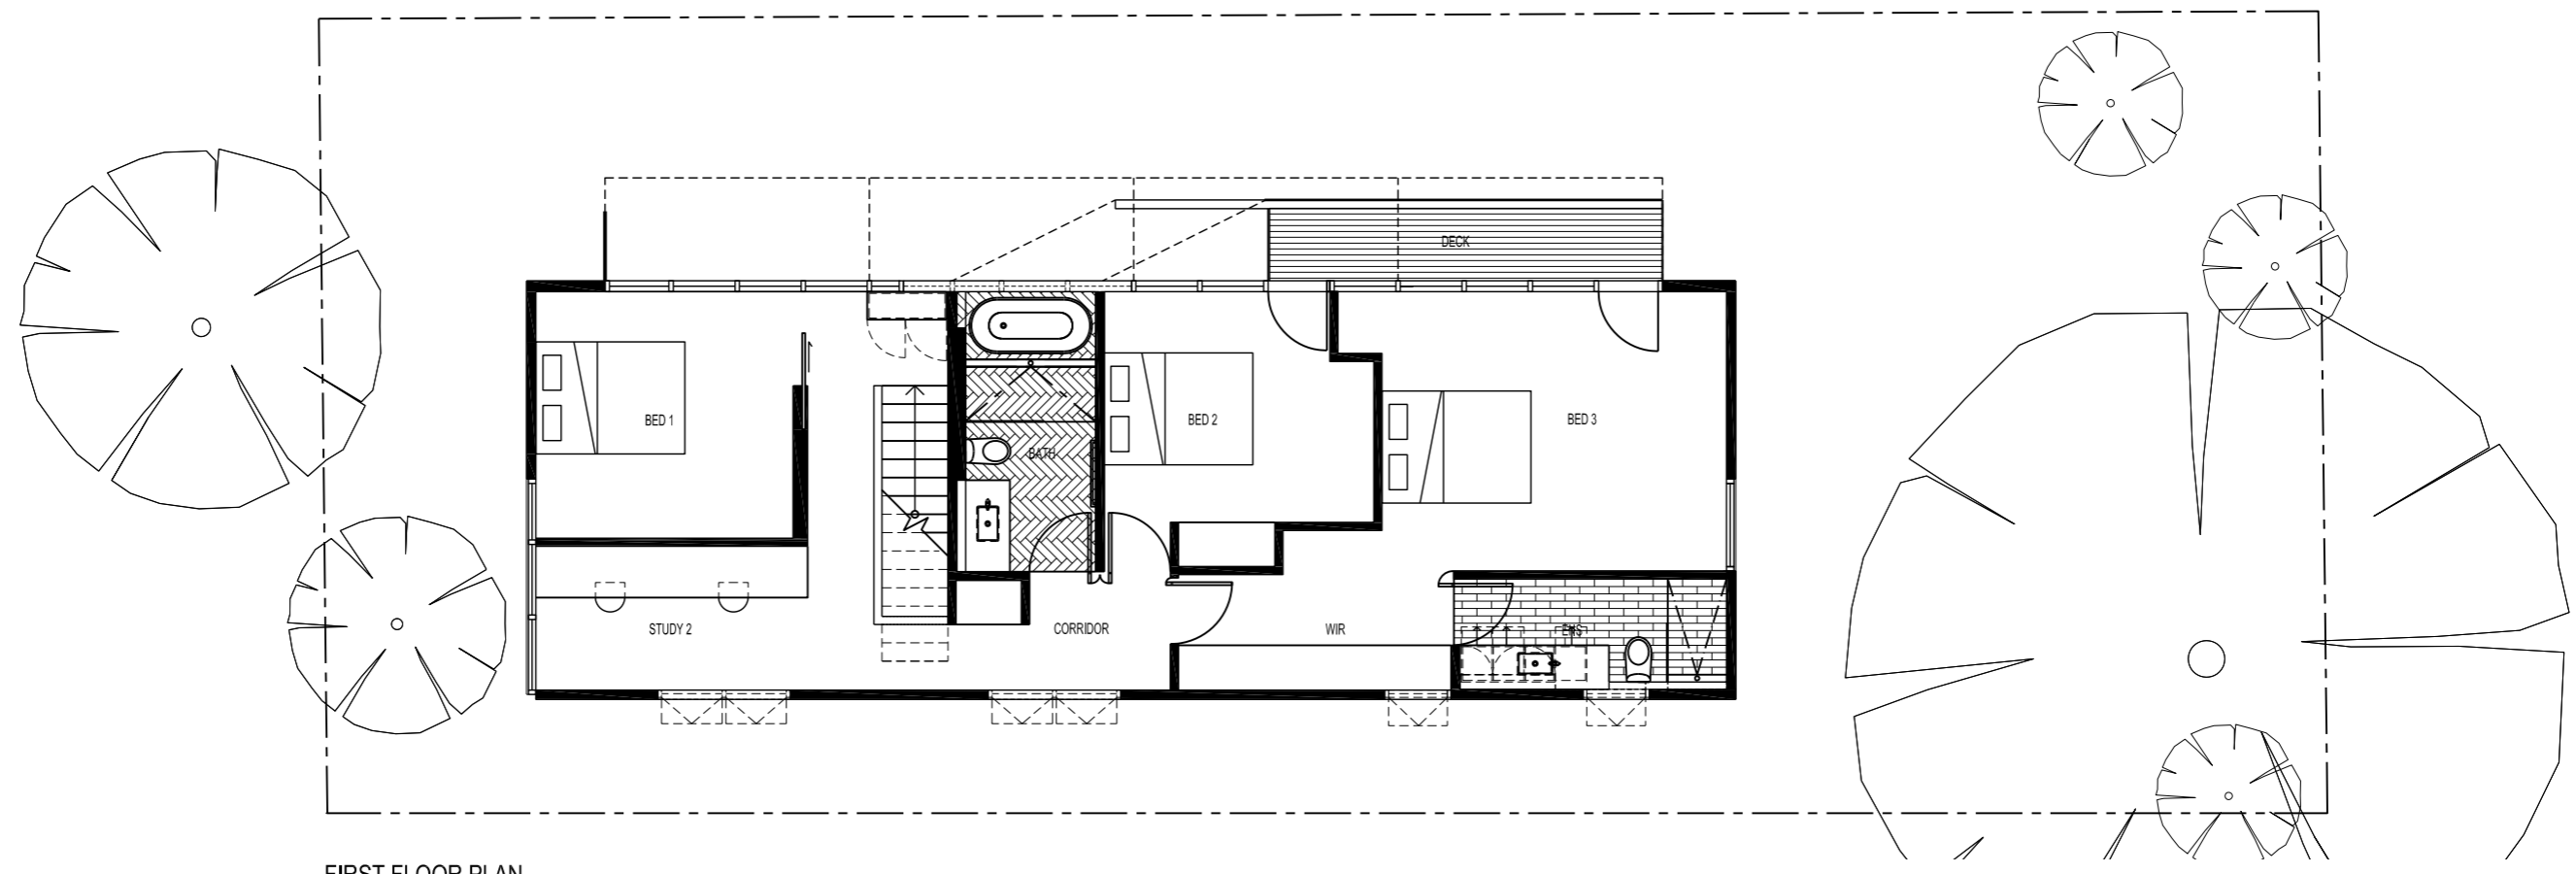 DECK
BED 1
BED 2
BED 3
BATH
STUDY 2
CORRIDOR
WIR
ENS
FIRST FLOOR PLAN